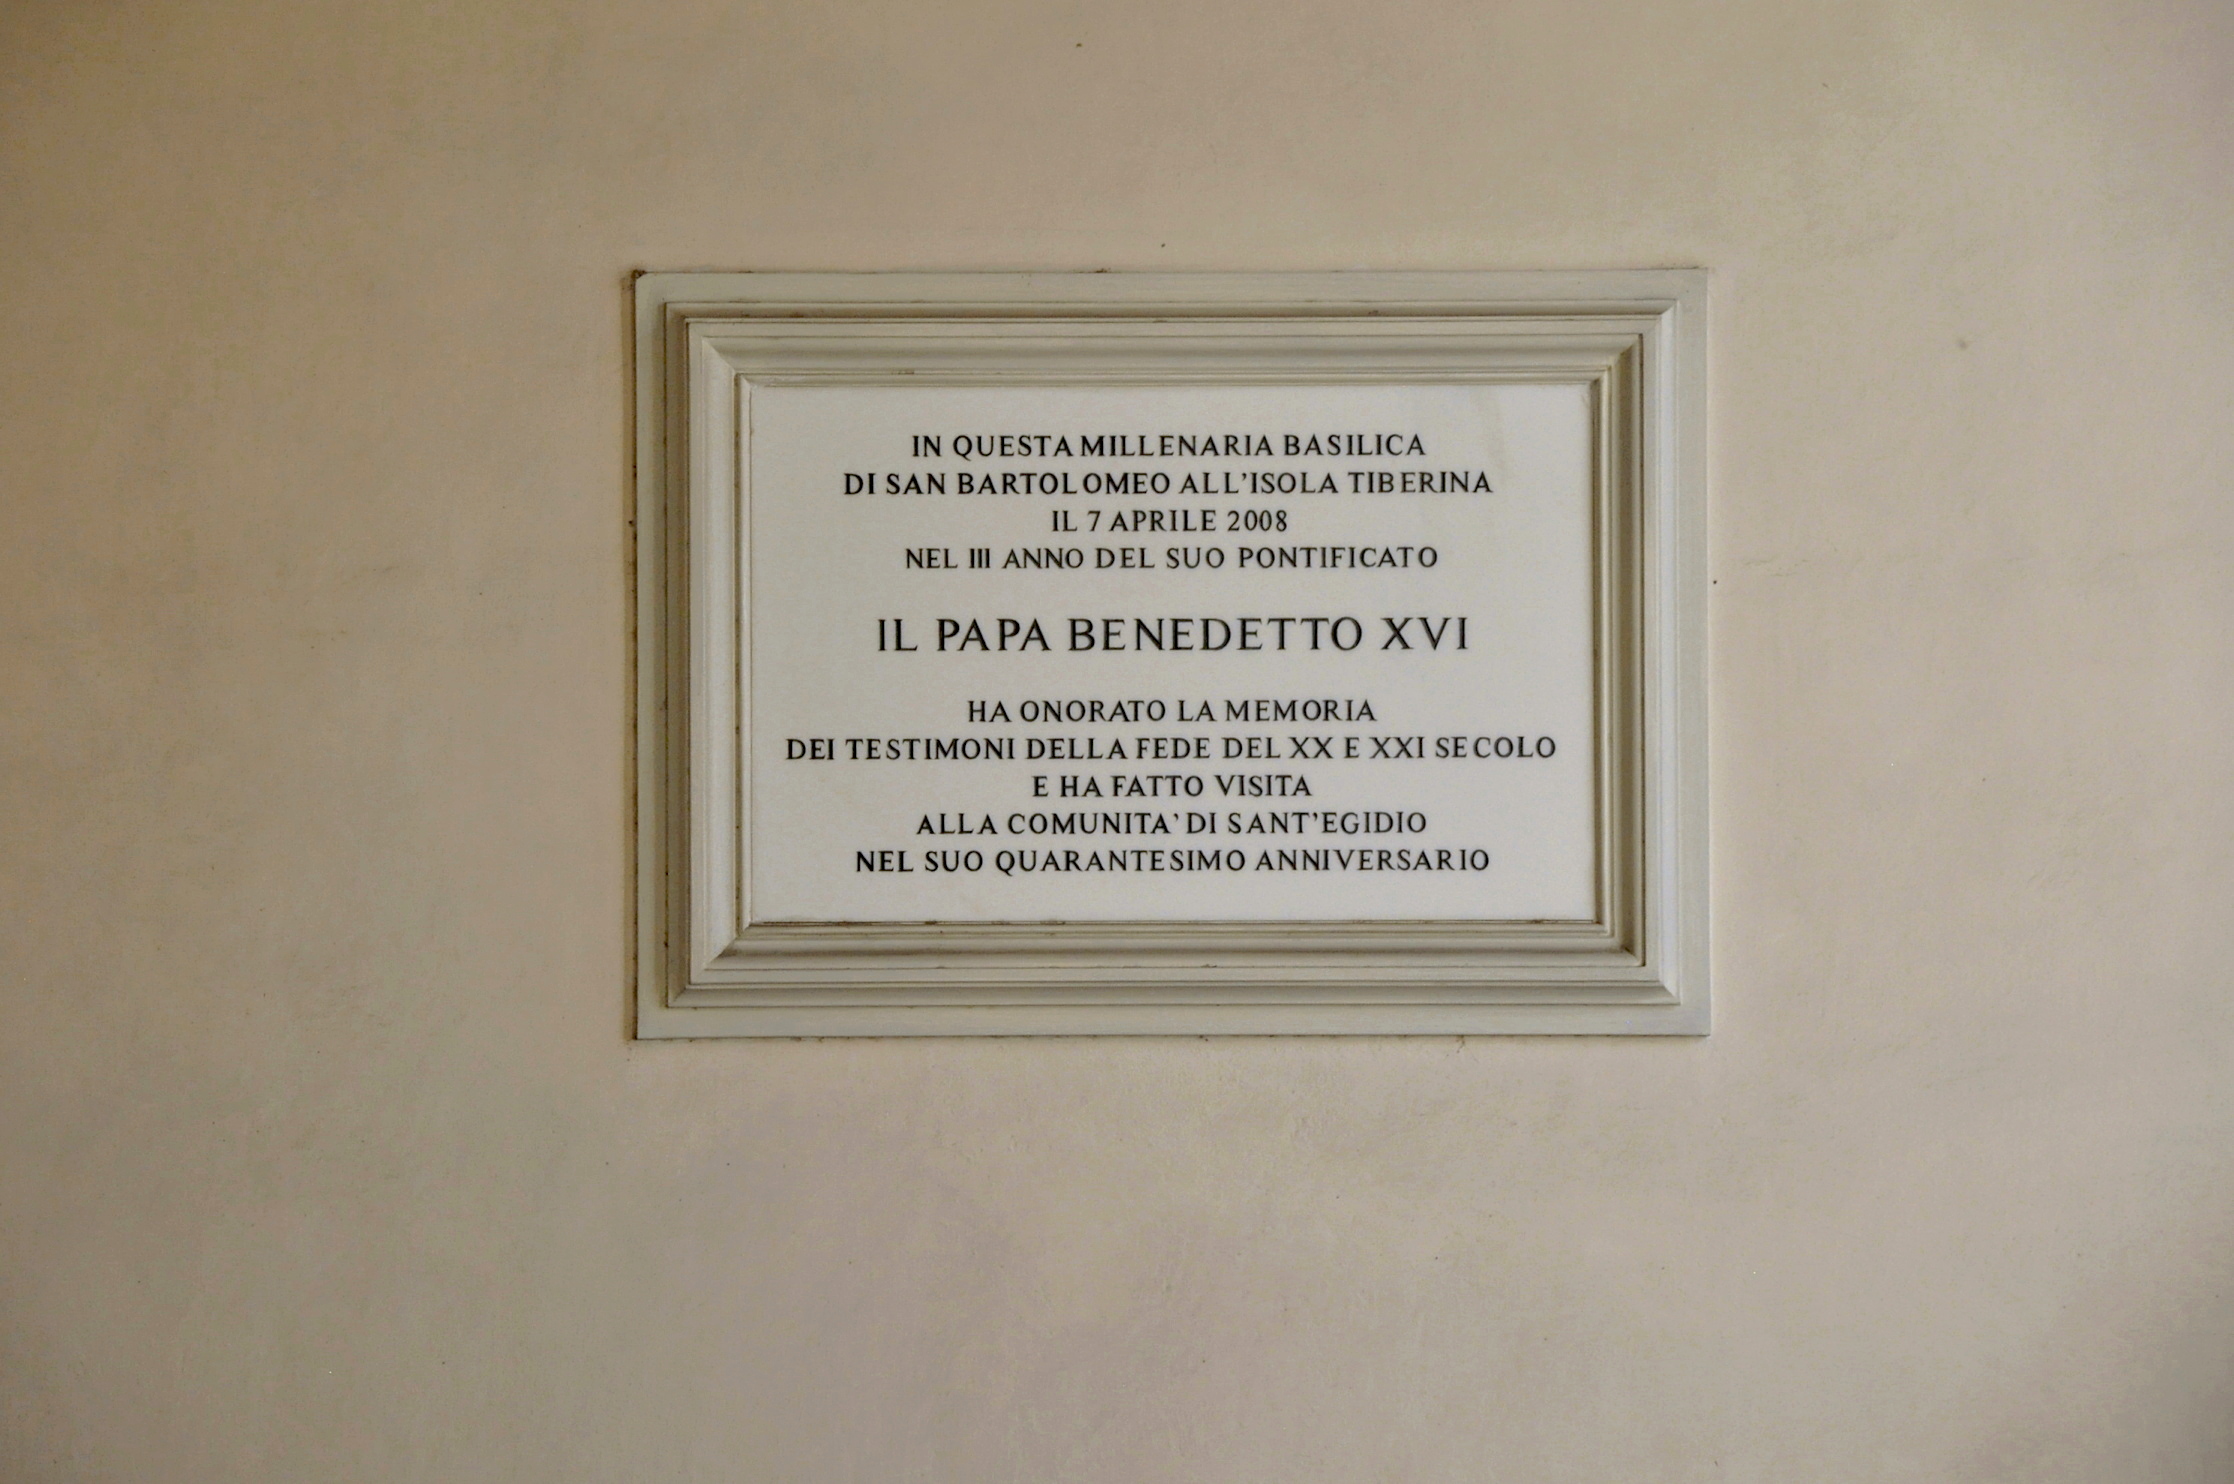 IN QUESTA MILLENARIA BASILICA
DI SAN BARTOLOMEO ALL'ISOLA TIBERINA
IL 7 APRILE 2008
NEL III ANNO DEL SUO PONTIFICATO
IL PAPA BENEDETTO XVI
HA ONORATO LA MEMORIA
DEI TESTIMONI DELLA FEDE DEL XX E XXI SECOLO
E HA FATTO VISITA
ALLA COMUNITA' DI SANT'EGIDIO
NEL SUO QUARANTESIMO ANNIVERSARIO